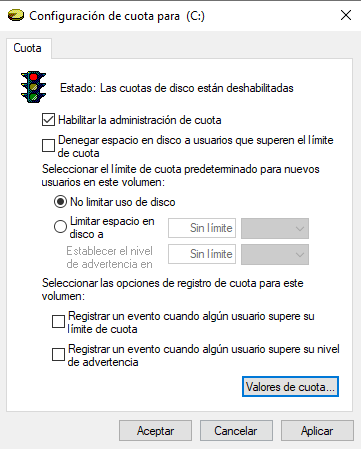 Configuración de cuota para (C:)
Cuota
Estado: Las cuotas de disco están deshabilitadas
Habilitar la administración de cuota
Denegar espacio en disco a usuarios que superen el límite
de cuota
Seleccionar el límite de cuota predeterminado para nuevos
usuarios en este volumen:
No limitar uso de disco
Limitar espacio en
disco a
Sin límite
Establecer el nivel
de advertencia en
Sin límite
Seleccionar las opciones de registro de cuota para este
volumen:
Registrar un evento cuando algún usuario supere su
límite de cuota
Registrar un evento cuando algún usuario supere su nivel
de advertencia
Valores de cuota...
Aceptar
Cancelar
Aplicar